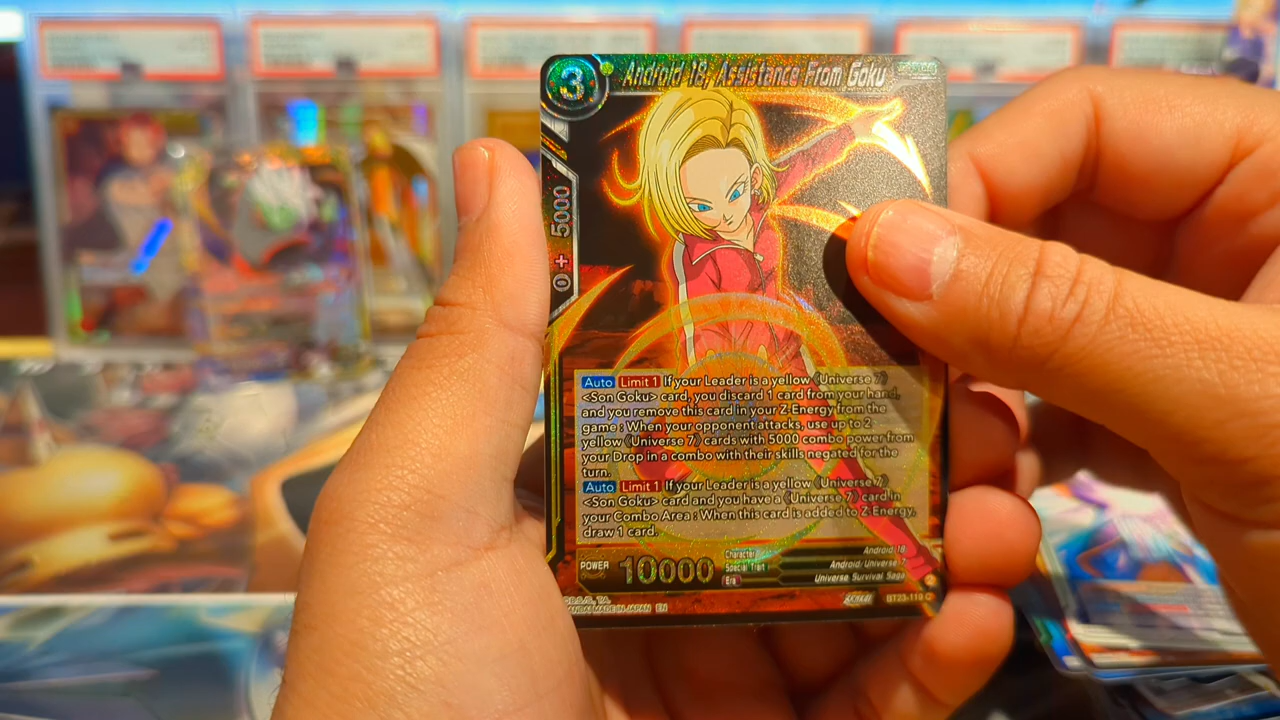 3
Android 18, Assistance From Goku
0 + 5000
Auto Limit 1 If your Leader is a yellow 《Universe 7》
<Son Goku> card, you discard 1 card from your hand,
and you remove this card in your Z-Energy from the
game : When your opponent attacks, use up to 2
yellow 《Universe 7》 cards with 5000 combo power from
your Drop in a combo with their skills negated for the
turn.
Auto Limit 1 If your Leader is a yellow 《Universe 7》
<Son Goku> card and you have a 《Universe 7》 card in
your Combo Area : When this card is added to Z-Energy,
draw 1 card.
POWER 10000
Character Android 18
Special Trait Android/Universe 7
Era Universe Survival Saga
MADE IN JAPAN EN
BT23-119 C